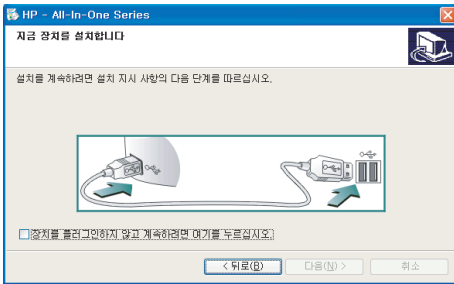 HP - All-In-One Series
지금 장치를 설치합니다
설치를 계속하려면 설치 지시 사항의 다음 단계를 따르십시오.
장치를 플러그인하지 않고 계속하려면 여기를 누르십시오.
< 뒤로(B)
다음(N) >
취소